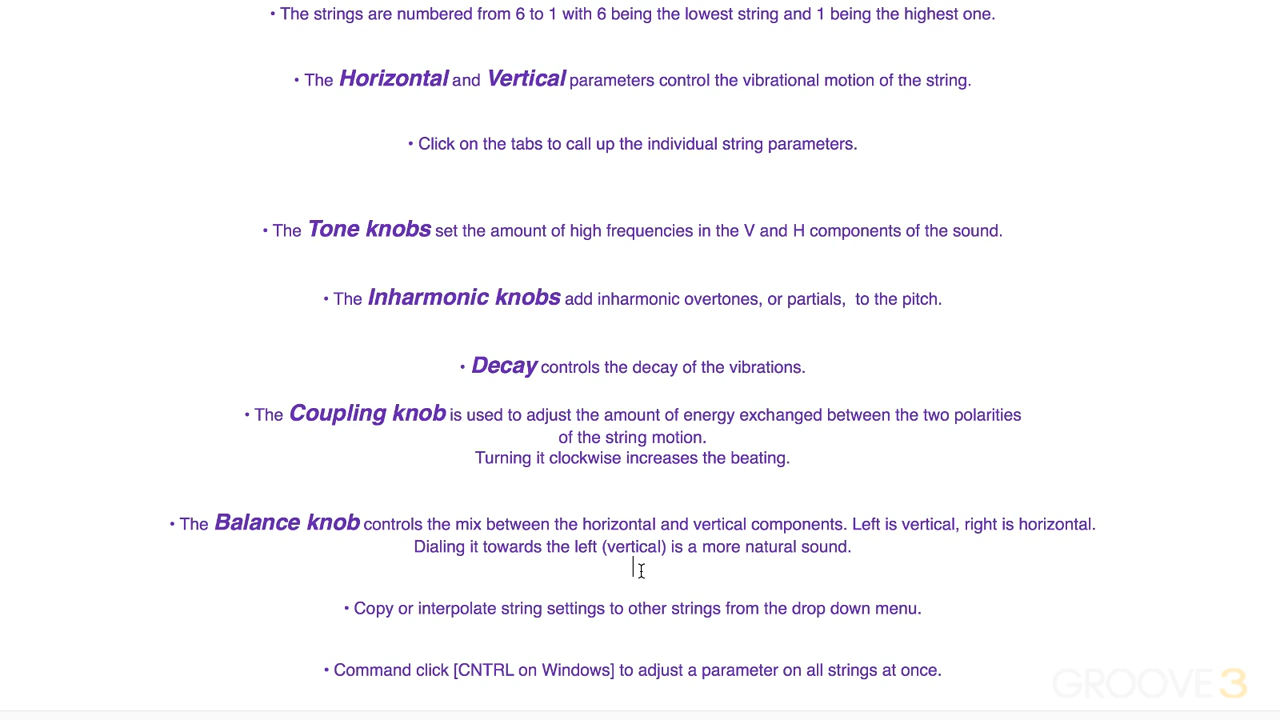 • The strings are numbered from 6 to 1 with 6 being the lowest string and 1 being the highest one.
• The Horizontal and Vertical parameters control the vibrational motion of the string.
• Click on the tabs to call up the individual string parameters.
• The Tone knobs set the amount of high frequencies in the V and H components of the sound.
• The Inharmonic knobs add inharmonic overtones, or partials,  to the pitch.
• Decay controls the decay of the vibrations.
• The Coupling knob is used to adjust the amount of energy exchanged between the two polarities
of the string motion.
Turning it clockwise increases the beating.
• The Balance knob controls the mix between the horizontal and vertical components. Left is vertical, right is horizontal.
Dialing it towards the left (vertical) is a more natural sound.
• Copy or interpolate string settings to other strings from the drop down menu.
• Command click [CNTRL on Windows] to adjust a parameter on all strings at once.
GROOVE3